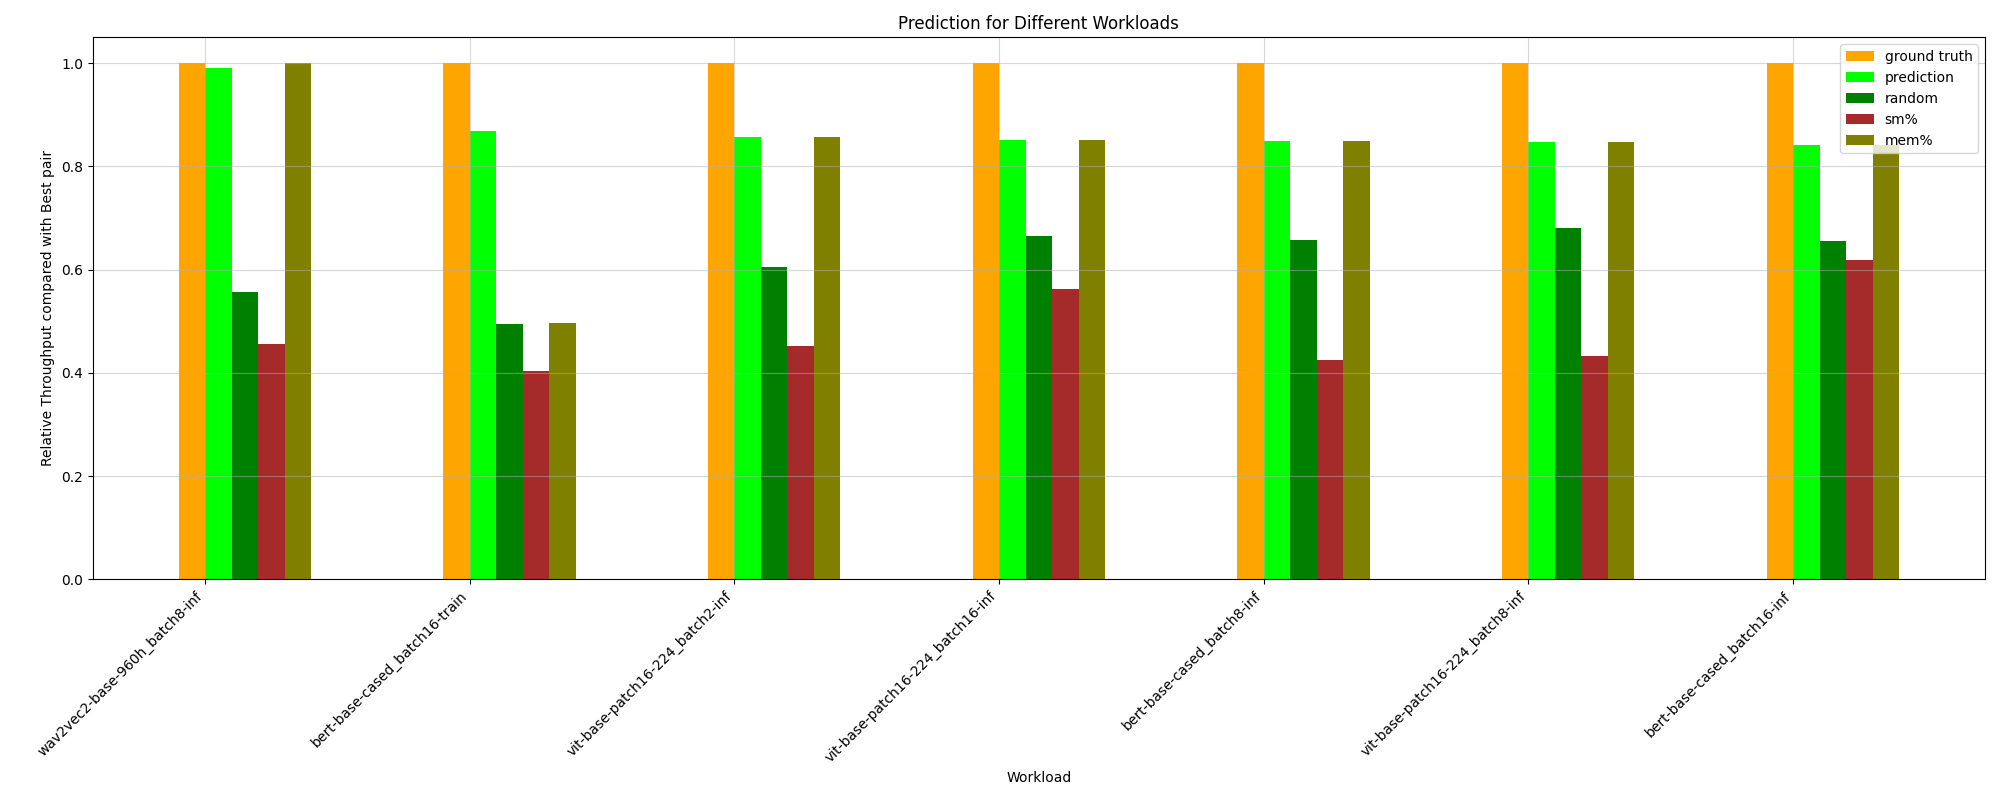 Prediction for Different Workloads
Relative Throughput compared with Best pair
1.0
0.8
0.6
0.4
0.2
0.0
ground truth
prediction
random
sm%
mem%
wav2vec2-base-960h_batch8-inf
bert-base-cased_batch16-train
vit-base-patch16-224_batch2-inf
vit-base-patch16-224_batch16-inf
bert-base-cased_batch8-inf
vit-base-patch16-224_batch8-inf
bert-base-cased_batch16-inf
Workload